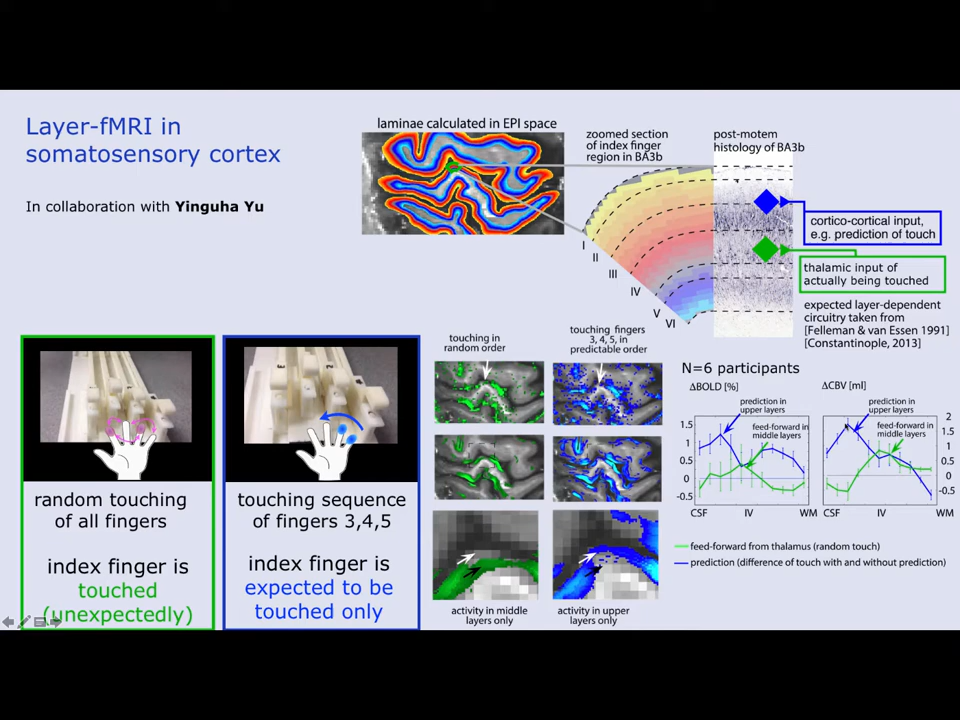 Layer-fMRI in
somatosensory cortex
In collaboration with Yinguha Yu
laminae calculated in EPI space
zoomed section
of index finger
region in BA3b
post-motem
histology of BA3b
I
II
III
IV
V
VI
cortico-cortical input,
e.g. prediction of touch
thalamic input of
actually being touched
expected layer-dependent
circuitry taken from
[Felleman & van Essen 1991]
[Constantinople, 2013]
random touching
of all fingers
index finger is
touched
(unexpectedly)
touching sequence
of fingers 3,4,5
index finger is
expected to be
touched only
touching in
random order
touching fingers
3, 4, 5, in
predictable order
activity in middle
layers only
activity in upper
layers only
N=6 participants
ΔBOLD [%]
prediction in
upper layers
feed-forward in
middle layers
1.5
1
0.5
0
-0.5
CSF
IV
WM
ΔCBV [ml]
prediction in
upper layers
feed-forward in
middle layers
2
1.5
1
0.5
0
-0.5
CSF
IV
WM
feed-forward from thalamus (random touch)
prediction (difference of touch with and without prediction)